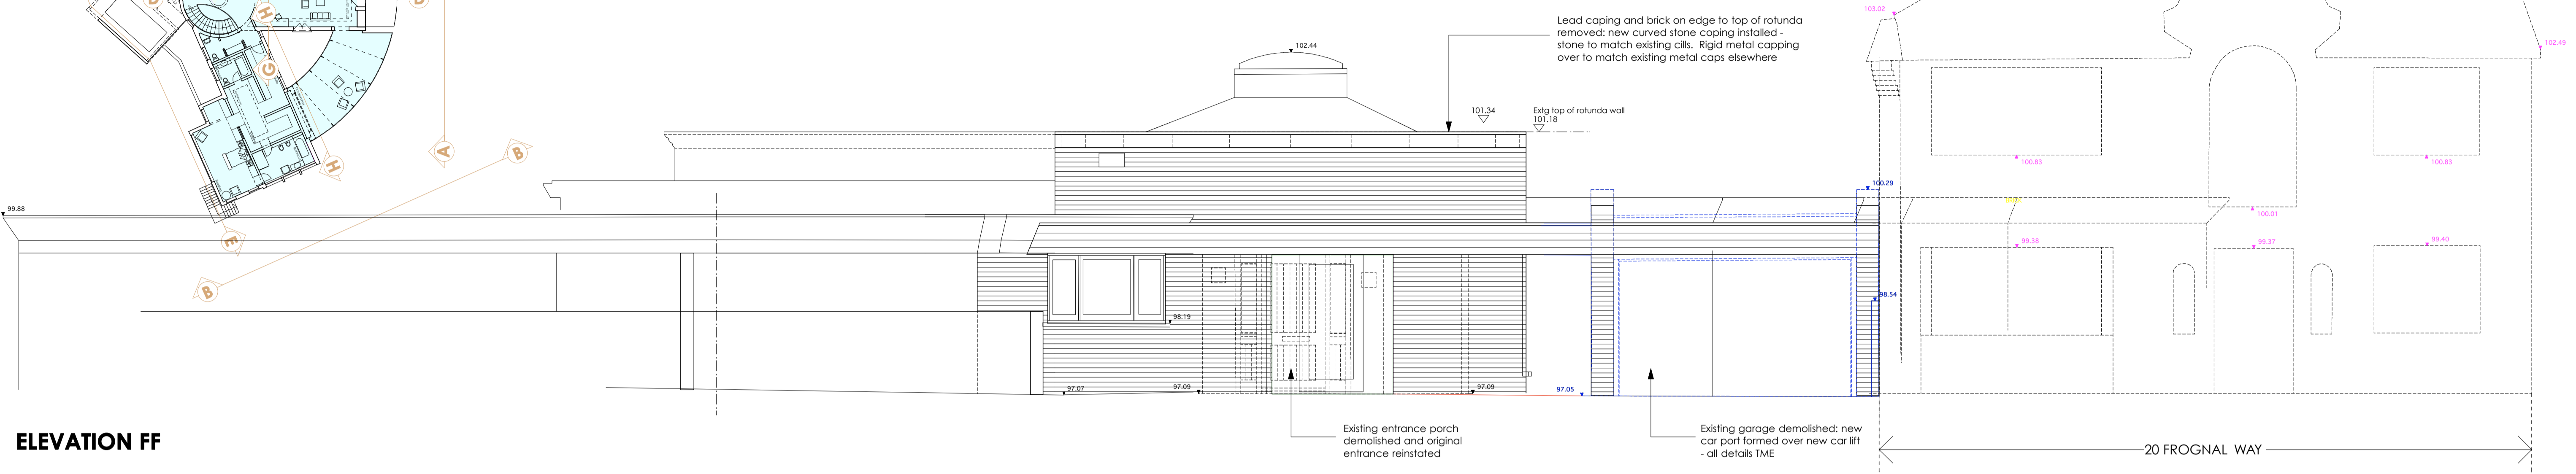 103.02
102.49
Lead caping and brick on edge to top of rotunda
removed: new curved stone coping installed -
stone to match existing cills.  Rigid metal capping
over to match existing metal caps elsewhere
102.44
H
G
A
B
H
E
B
101.34
Extg top of rotunda wall
101.18
100.83
100.83
100.29
99.88
100.01
99.38
99.37
99.40
98.54
98.19
97.07
97.09
97.09
97.05
Existing entrance porch
demolished and original
entrance reinstated
Existing garage demolished: new
car port formed over new car lift
- all details TME
ELEVATION FF
20 FROGNAL WAY